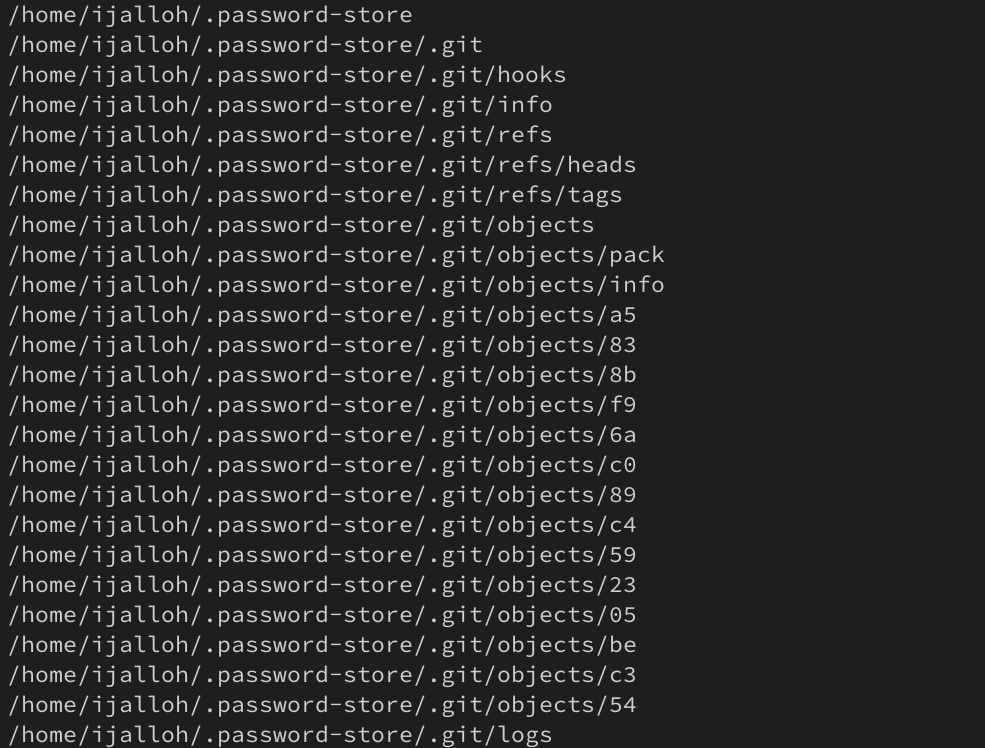 /home/ijalloh/.password-store
/home/ijalloh/.password-store/.git
/home/ijalloh/.password-store/.git/hooks
/home/ijalloh/.password-store/.git/info
/home/ijalloh/.password-store/.git/refs
/home/ijalloh/.password-store/.git/refs/heads
/home/ijalloh/.password-store/.git/refs/tags
/home/ijalloh/.password-store/.git/objects
/home/ijalloh/.password-store/.git/objects/pack
/home/ijalloh/.password-store/.git/objects/info
/home/ijalloh/.password-store/.git/objects/a5
/home/ijalloh/.password-store/.git/objects/83
/home/ijalloh/.password-store/.git/objects/8b
/home/ijalloh/.password-store/.git/objects/f9
/home/ijalloh/.password-store/.git/objects/6a
/home/ijalloh/.password-store/.git/objects/c0
/home/ijalloh/.password-store/.git/objects/89
/home/ijalloh/.password-store/.git/objects/c4
/home/ijalloh/.password-store/.git/objects/59
/home/ijalloh/.password-store/.git/objects/23
/home/ijalloh/.password-store/.git/objects/05
/home/ijalloh/.password-store/.git/objects/be
/home/ijalloh/.password-store/.git/objects/c3
/home/ijalloh/.password-store/.git/objects/54
/home/ijalloh/.password-store/.git/logs